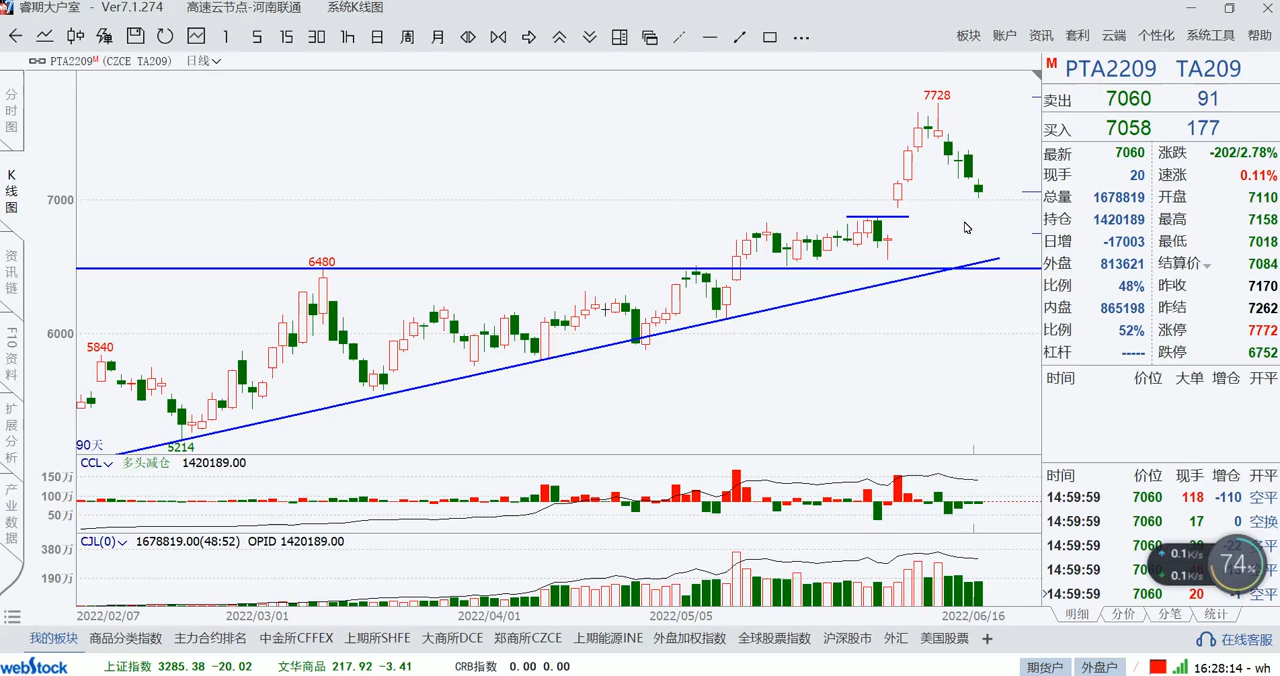 睿期大户室 - Ver7.1.274 高速云节点-河南联通 系统K线图
1 5 15 30 1h 日 周 月
板块 账户 资讯 套利 云端 个性化 系统工具 帮助
PTA2209M (CZCE TA209) 日线
分时图
K线图
资讯链
F10资料
扩展分析
产业数据
7728
7000
6480
6000
5840
5214
90天
CCL 多头减仓 1420189.00
150万
100万
50万
CJL(0) 1678819.00(48:52) OPID 1420189.00
380万
190万
2022/02/07 2022/03/01 2022/04/01 2022/05/05 2022/06/16
M PTA2209 TA209
卖出 7060 91
买入 7058 177
最新 7060 涨跌 -202/2.78%
现手 20 速涨 0.11%
总量 1678819 开盘 7110
持仓 1420189 最高 7158
日增 -17003 最低 7018
外盘 813621 结算价 7084
比例 48% 昨收 7170
内盘 865198 昨结 7262
比例 52% 涨停 7772
杠杆 ----- 跌停 6752
时间 价位 大单 增仓 开平
时间 价位 现手 增仓 开平
14:59:59 7060 118 -110 空平
14:59:59 7060 17 0 空换
14:59:59 7060
14:59:59
14:59:59 7060 20
0.1K/s
0.1K/s
74%
明细 分价 分笔 统计
我的板块 商品分类指数 主力合约排名 中金所CFFEX 上期所SHFE 大商所DCE 郑商所CZCE 上期能源INE 外盘加权指数 全球股票指数 沪深股市 外汇 美国股票 +
在线客服
webStock 上证指数 3285.38 -20.02 文华商品 217.92 -3.41 CRB指数 0.00 0.00 期货户 外盘户 16:28:14 - wh